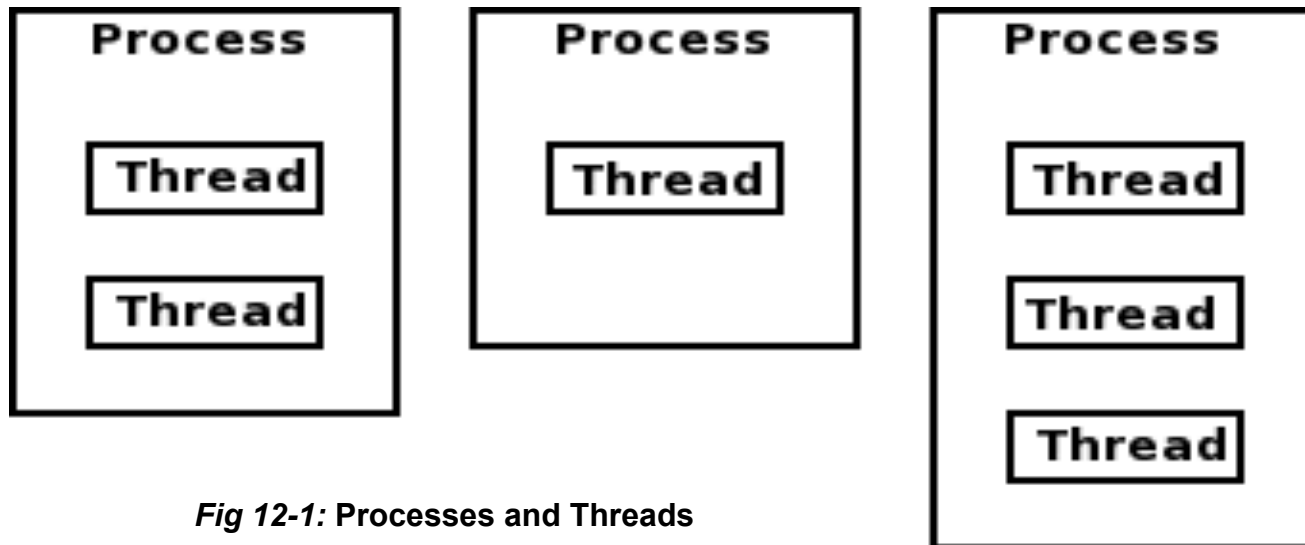 Process
Thread
Thread
Process
Thread
Process
Thread
Thread
Thread
Fig 12-1: Processes and Threads